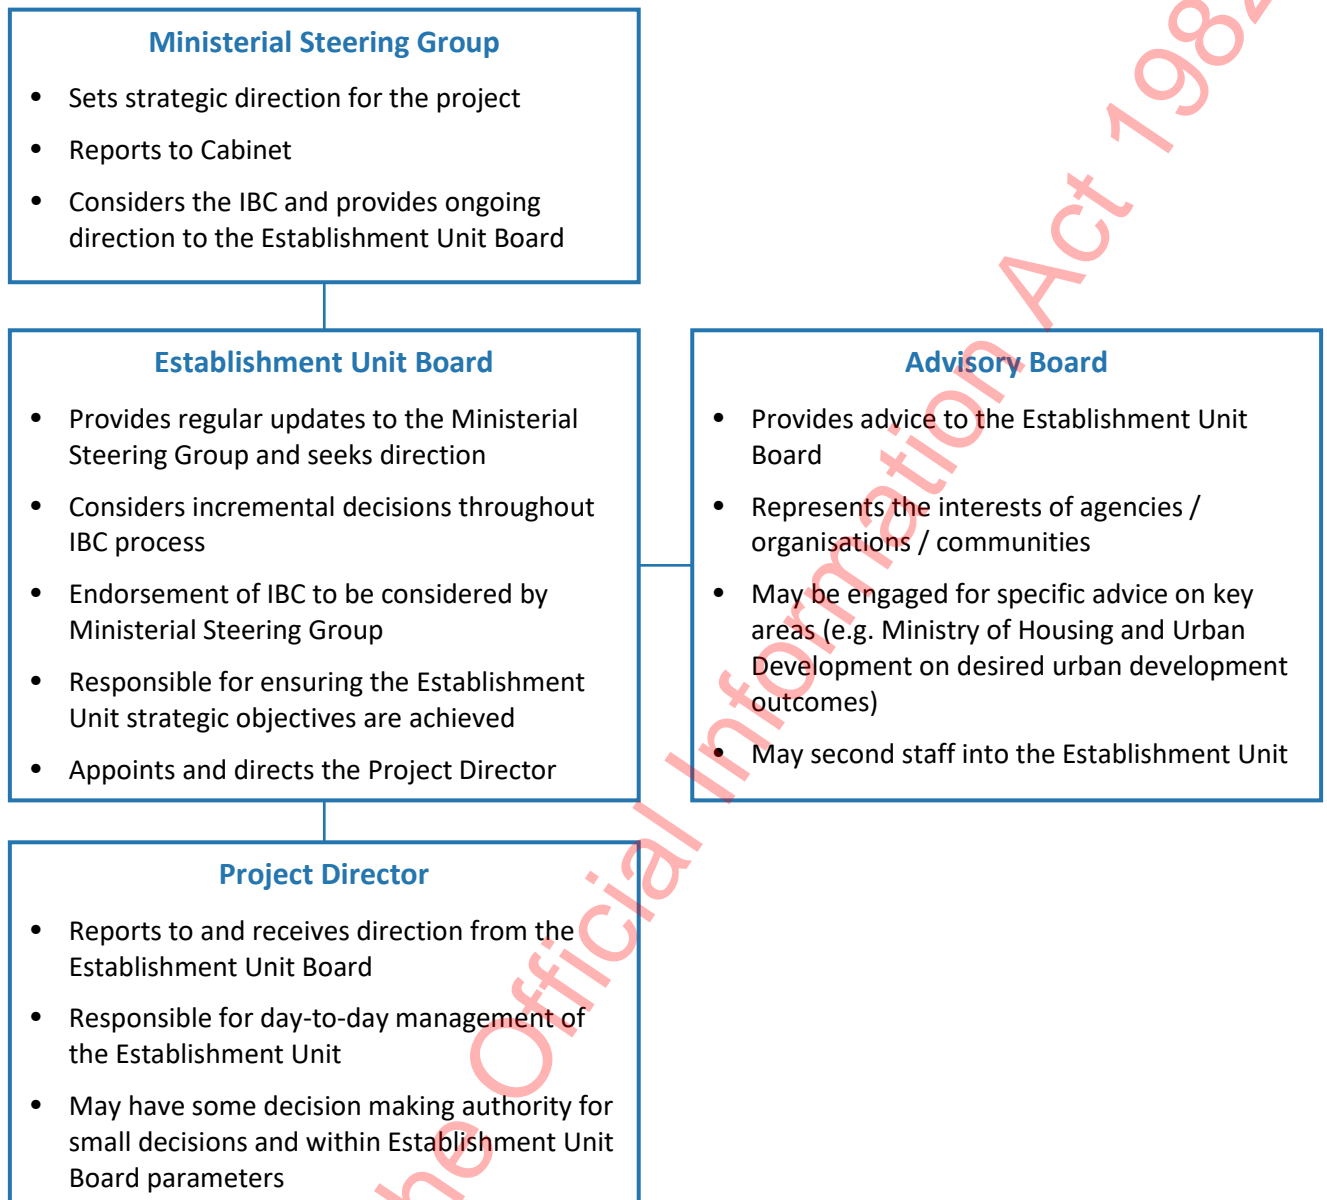 Ministerial Steering Group
• Sets strategic direction for the project
• Reports to Cabinet
• Considers the IBC and provides ongoing
direction to the Establishment Unit Board
Establishment Unit Board
• Provides regular updates to the Ministerial
Steering Group and seeks direction
• Considers incremental decisions throughout
IBC process
• Endorsement of IBC to be considered by
Ministerial Steering Group
• Responsible for ensuring the Establishment
Unit strategic objectives are achieved
• Appoints and directs the Project Director
Advisory Board
• Provides advice to the Establishment Unit
Board
• Represents the interests of agencies /
organisations / communities
• May be engaged for specific advice on key
areas (e.g. Ministry of Housing and Urban
Development on desired urban development
outcomes)
• May second staff into the Establishment Unit
Project Director
• Reports to and receives direction from the
Establishment Unit Board
• Responsible for day-to-day management of
the Establishment Unit
• May have some decision making authority for
small decisions and within Establishment Unit
Board parameters
he Official Information Act 1982